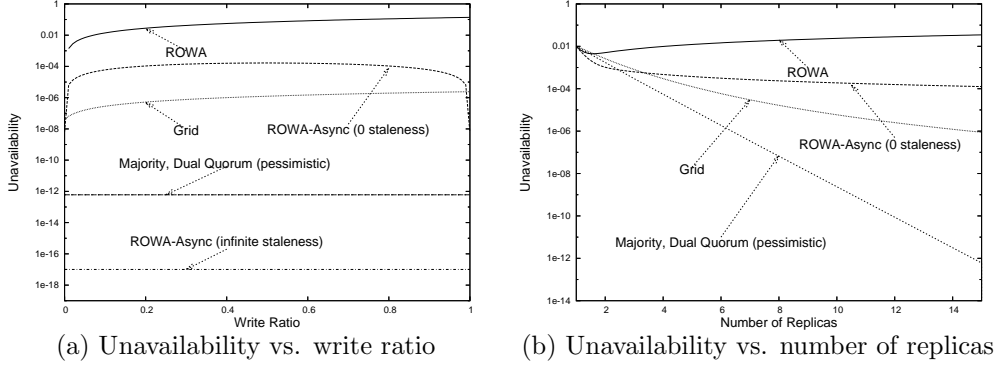 1
0.01
1e-04
1e-06
1e-08
1e-10
1e-12
1e-14
1e-16
1e-18
Unavailability
ROWA
ROWA-Async (0 staleness)
Grid
Majority, Dual Quorum (pessimistic)
ROWA-Async (infinite staleness)
0 0.2 0.4 0.6 0.8 1
Write Ratio
(a) Unavailability vs. write ratio
1
0.01
1e-04
1e-06
1e-08
1e-10
1e-12
1e-14
Unavailability
ROWA
ROWA-Async (0 staleness)
Grid
Majority, Dual Quorum (pessimistic)
2 4 6 8 10 12 14
Number of Replicas
(b) Unavailability vs. number of replicas